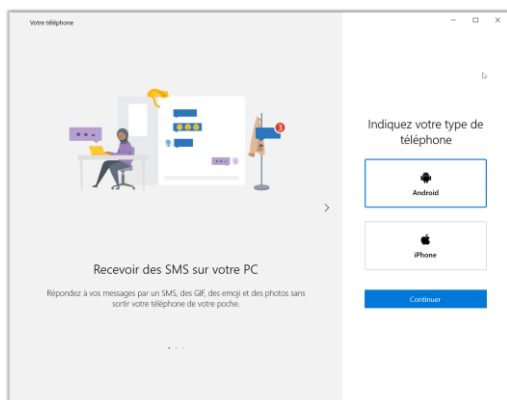 Votre téléphone
3
Recevoir des SMS sur votre PC
Répondez à vos messages par un SMS, des GIF, des emoji et des photos sans
sortir votre téléphone de votre poche.
Indiquez votre type de
téléphone
Android
iPhone
Continuer